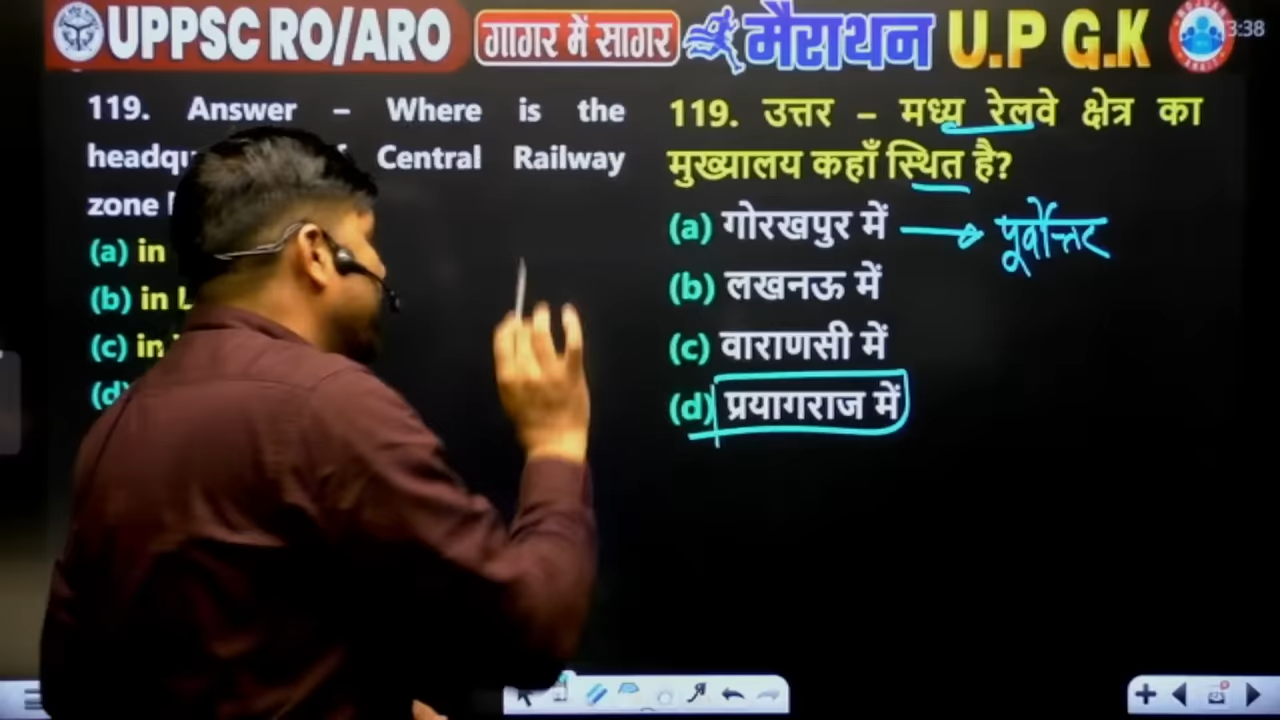 UPPSC RO/ARO गागर में सागर मैराथन U.P G.K 3:38
119. Answer – Where is the
Central Railway
zone
(a) in
(b) in L
(c) in
(d)
119. उत्तर – मध्य रेलवे क्षेत्र का
मुख्यालय कहाँ स्थित है?
(a) गोरखपुर में → पूर्वोत्तर
(b) लखनऊ में
(c) वाराणसी में
(d) प्रयागराज में